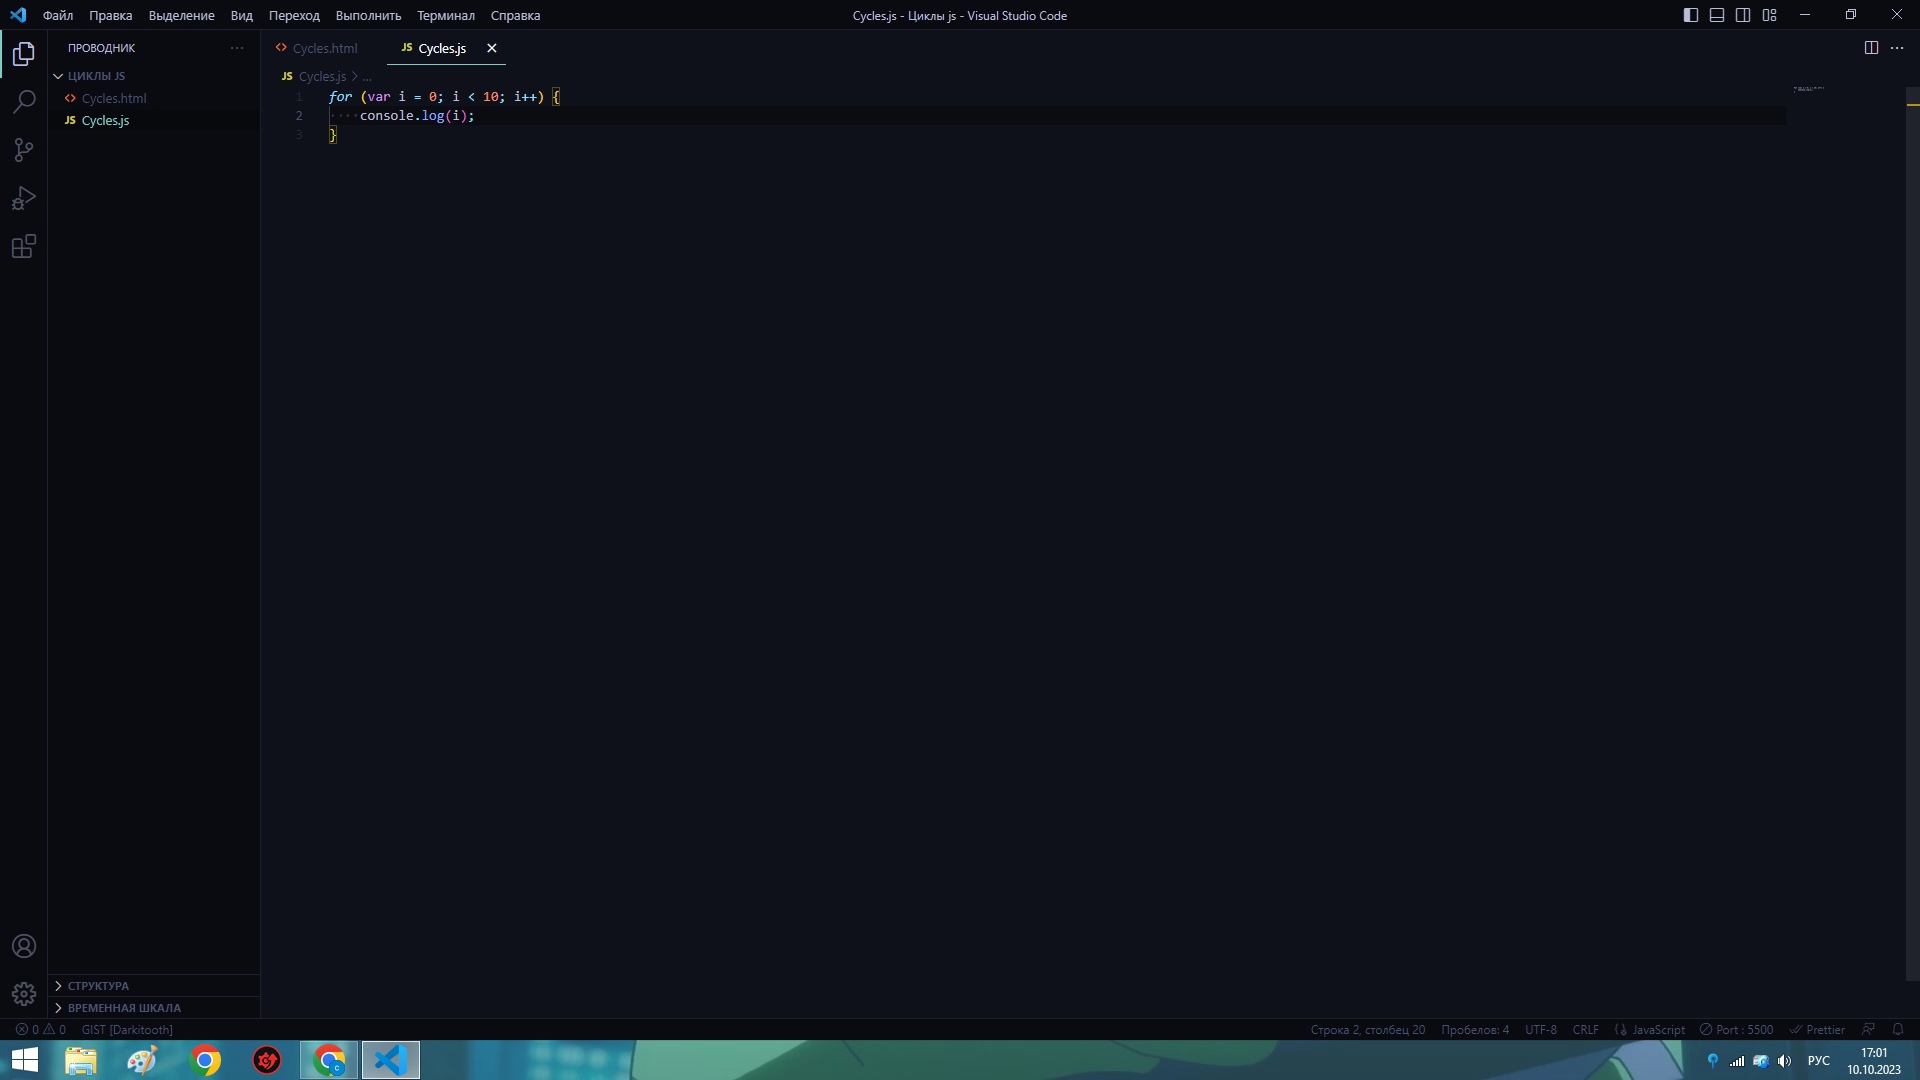 Файл Правка Выделение Вид Переход Выполнить Терминал Справка
Cycles.js - Циклы js - Visual Studio Code
ПРОВОДНИК
ЦИКЛЫ JS
Cycles.html
JS Cycles.js
Cycles.html
JS Cycles.js
JS Cycles.js > ...
1 for (var i = 0; i < 10; i++) {
2 ····console.log(i);
3 }
СТРУКТУРА
ВРЕМЕННАЯ ШКАЛА
0 0 GIST [Darkitooth]
Строка 2, столбец 20 Пробелов: 4 UTF-8 CRLF JavaScript Port : 5500 Prettier
РУС
17:01
10.10.2023